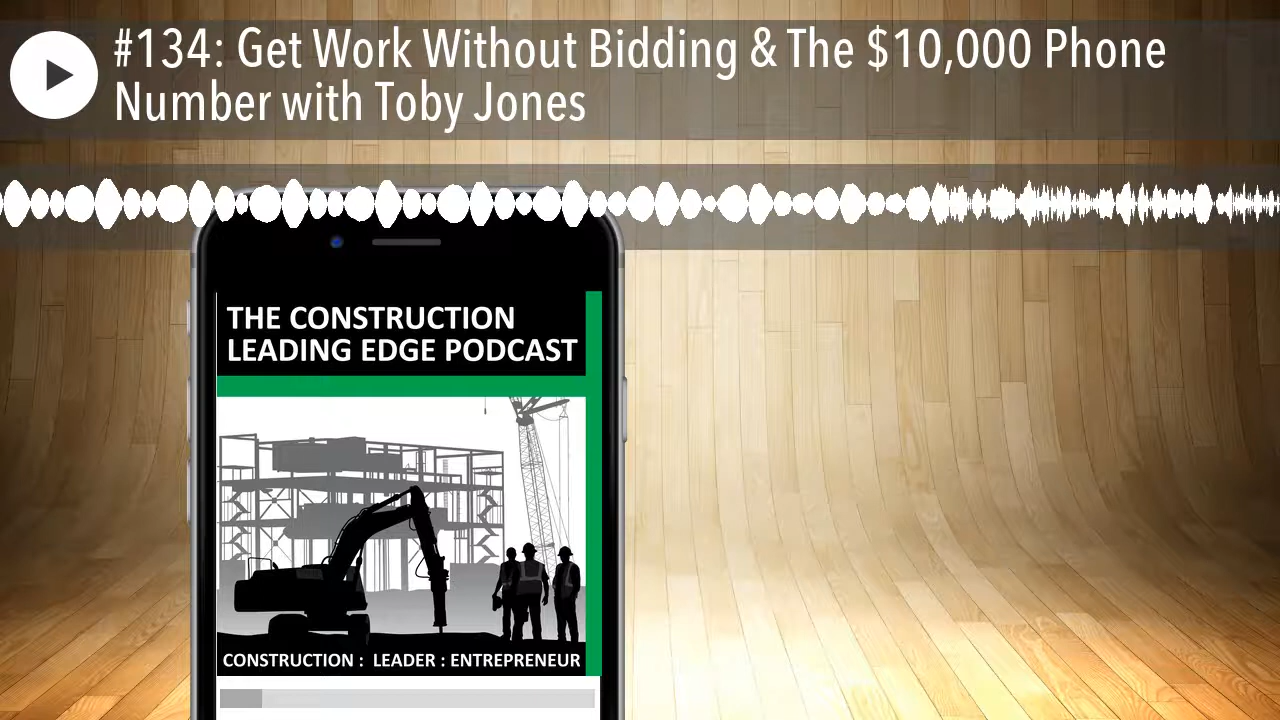 #134: Get Work Without Bidding & The $10,000 Phone
Number with Toby Jones
THE CONSTRUCTION
LEADING EDGE PODCAST
CONSTRUCTION : LEADER : ENTREPRENEUR